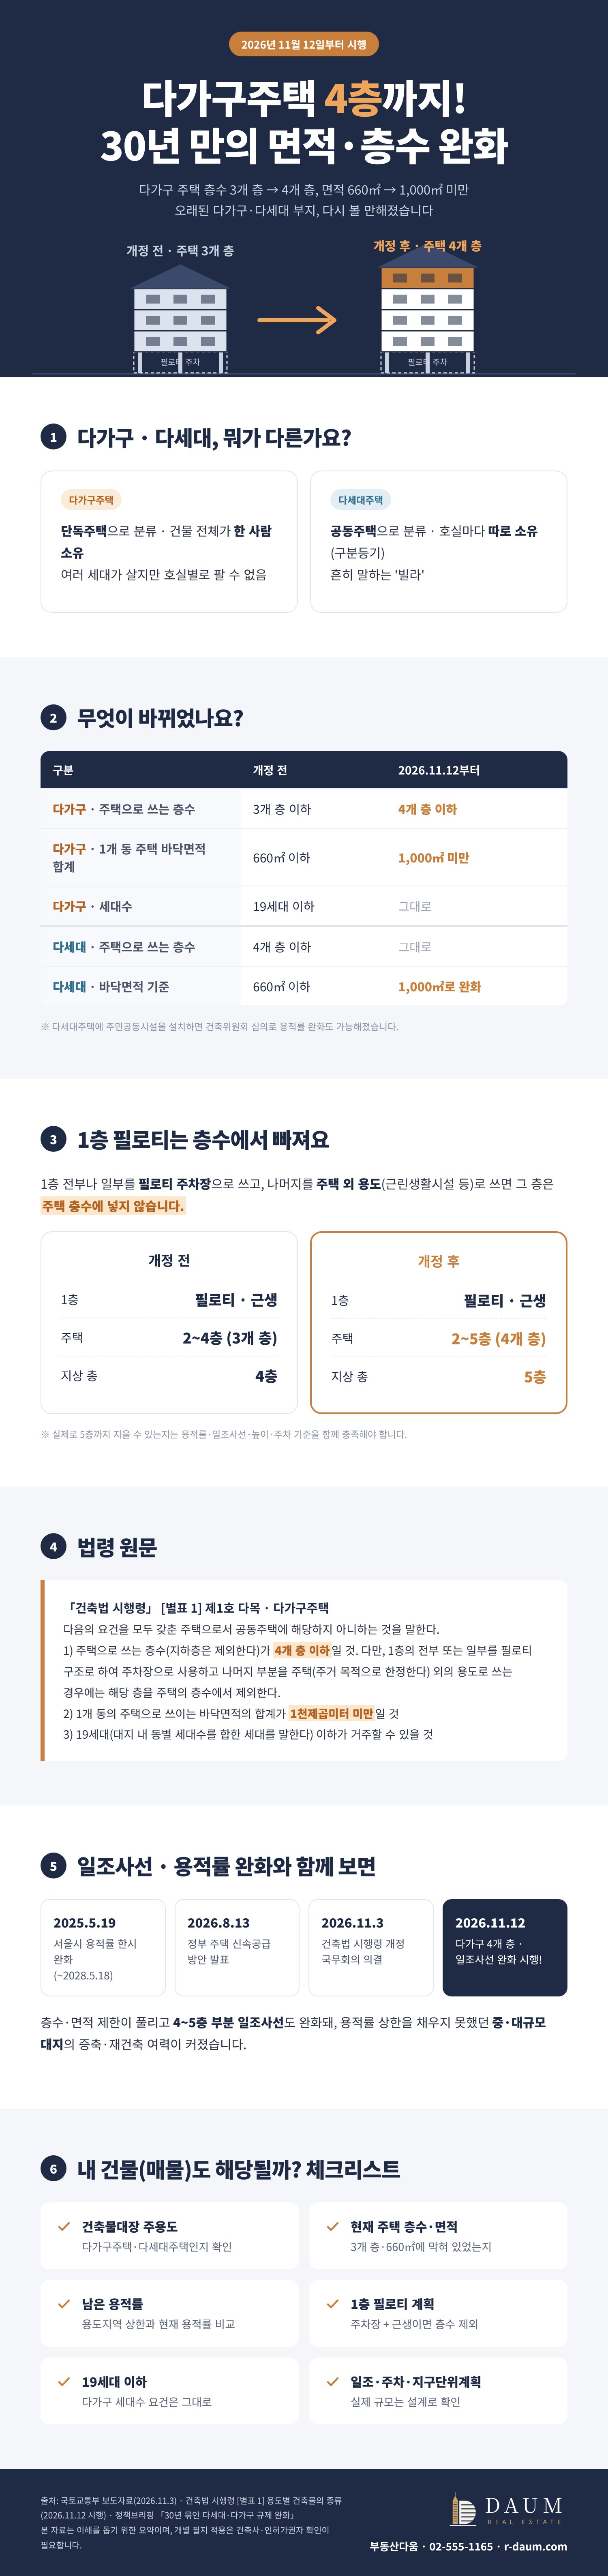 2026년 11월 12일부터 시행
다가구주택 4층까지!
30년 만의 면적·층수 완화
다가구 주택 층수 3개 층 → 4개 층, 면적 660㎡ → 1,000㎡ 미만
오래된 다가구·다세대 부지, 다시 볼 만해졌습니다
개정 전 · 주택 3개 층
개정 후 · 주택 4개 층
필로티 주차
필로티 주차
1 다가구 · 다세대, 뭐가 다른가요?
다가구주택
단독주택으로 분류 · 건물 전체가 한 사람
소유
여러 세대가 살지만 호실별로 팔 수 없음
다세대주택
공동주택으로 분류 · 호실마다 따로 소유
(구분등기)
흔히 말하는 '빌라'
2 무엇이 바뀌었나요?
구분 개정 전 2026.11.12부터
다가구 · 주택으로 쓰는 층수 3개 층 이하 4개 층 이하
다가구 · 1개 동 주택 바닥면적
합계 660㎡ 이하 1,000㎡ 미만
다가구 · 세대수 19세대 이하 그대로
다세대 · 주택으로 쓰는 층수 4개 층 이하 그대로
다세대 · 바닥면적 기준 660㎡ 이하 1,000㎡로 완화
※ 다세대주택에 주민공동시설을 설치하면 건축위원회 심의로 용적률 완화도 가능해졌습니다.
3 1층 필로티는 층수에서 빠져요
1층 전부나 일부를 필로티 주차장으로 쓰고, 나머지를 주택 외 용도(근린생활시설 등)로 쓰면 그 층은
주택 층수에 넣지 않습니다.
개정 전
1층 필로티 · 근생
주택 2~4층 (3개 층)
지상 총 4층
개정 후
1층 필로티 · 근생
주택 2~5층 (4개 층)
지상 총 5층
※ 실제로 5층까지 지을 수 있는지는 용적률·일조사선·높이·주차 기준을 함께 충족해야 합니다.
4 법령 원문
「건축법 시행령」 [별표 1] 제1호 다목 · 다가구주택
다음의 요건을 모두 갖춘 주택으로서 공동주택에 해당하지 아니하는 것을 말한다.
1) 주택으로 쓰는 층수(지하층은 제외한다)가 4개 층 이하일 것. 다만, 1층의 전부 또는 일부를 필로티
구조로 하여 주차장으로 사용하고 나머지 부분을 주택(주거 목적으로 한정한다) 외의 용도로 쓰는
경우에는 해당 층을 주택의 층수에서 제외한다.
2) 1개 동의 주택으로 쓰이는 바닥면적의 합계가 1천제곱미터 미만일 것
3) 19세대(대지 내 동별 세대수를 합한 세대를 말한다) 이하가 거주할 수 있을 것
5 일조사선 · 용적률 완화와 함께 보면
2025.5.19
서울시 용적률 한시
완화
(~2028.5.18)
2026.8.13
정부 주택 신속공급
방안 발표
2026.11.3
건축법 시행령 개정
국무회의 의결
2026.11.12
다가구 4개 층 ·
일조사선 완화 시행!
층수·면적 제한이 풀리고 4~5층 부분 일조사선도 완화돼, 용적률 상한을 채우지 못했던 중·대규모
대지의 증축·재건축 여력이 커졌습니다.
6 내 건물(매물)도 해당될까? 체크리스트
건축물대장 주용도
다가구주택·다세대주택인지 확인
현재 주택 층수·면적
3개 층·660㎡에 막혀 있었는지
남은 용적률
용도지역 상한과 현재 용적률 비교
1층 필로티 계획
주차장 + 근생이면 층수 제외
19세대 이하
다가구 세대수 요건은 그대로
일조·주차·지구단위계획
실제 규모는 설계로 확인
출처: 국토교통부 보도자료(2026.11.3) · 건축법 시행령 [별표 1] 용도별 건축물의 종류
(2026.11.12 시행) · 정책브리핑 「30년 묶인 다세대·다가구 규제 완화」
본 자료는 이해를 돕기 위한 요약이며, 개별 필지 적용은 건축사·인허가권자 확인이
필요합니다.
DAUM
REAL ESTATE
부동산다움 · 02-555-1165 · r-daum.com